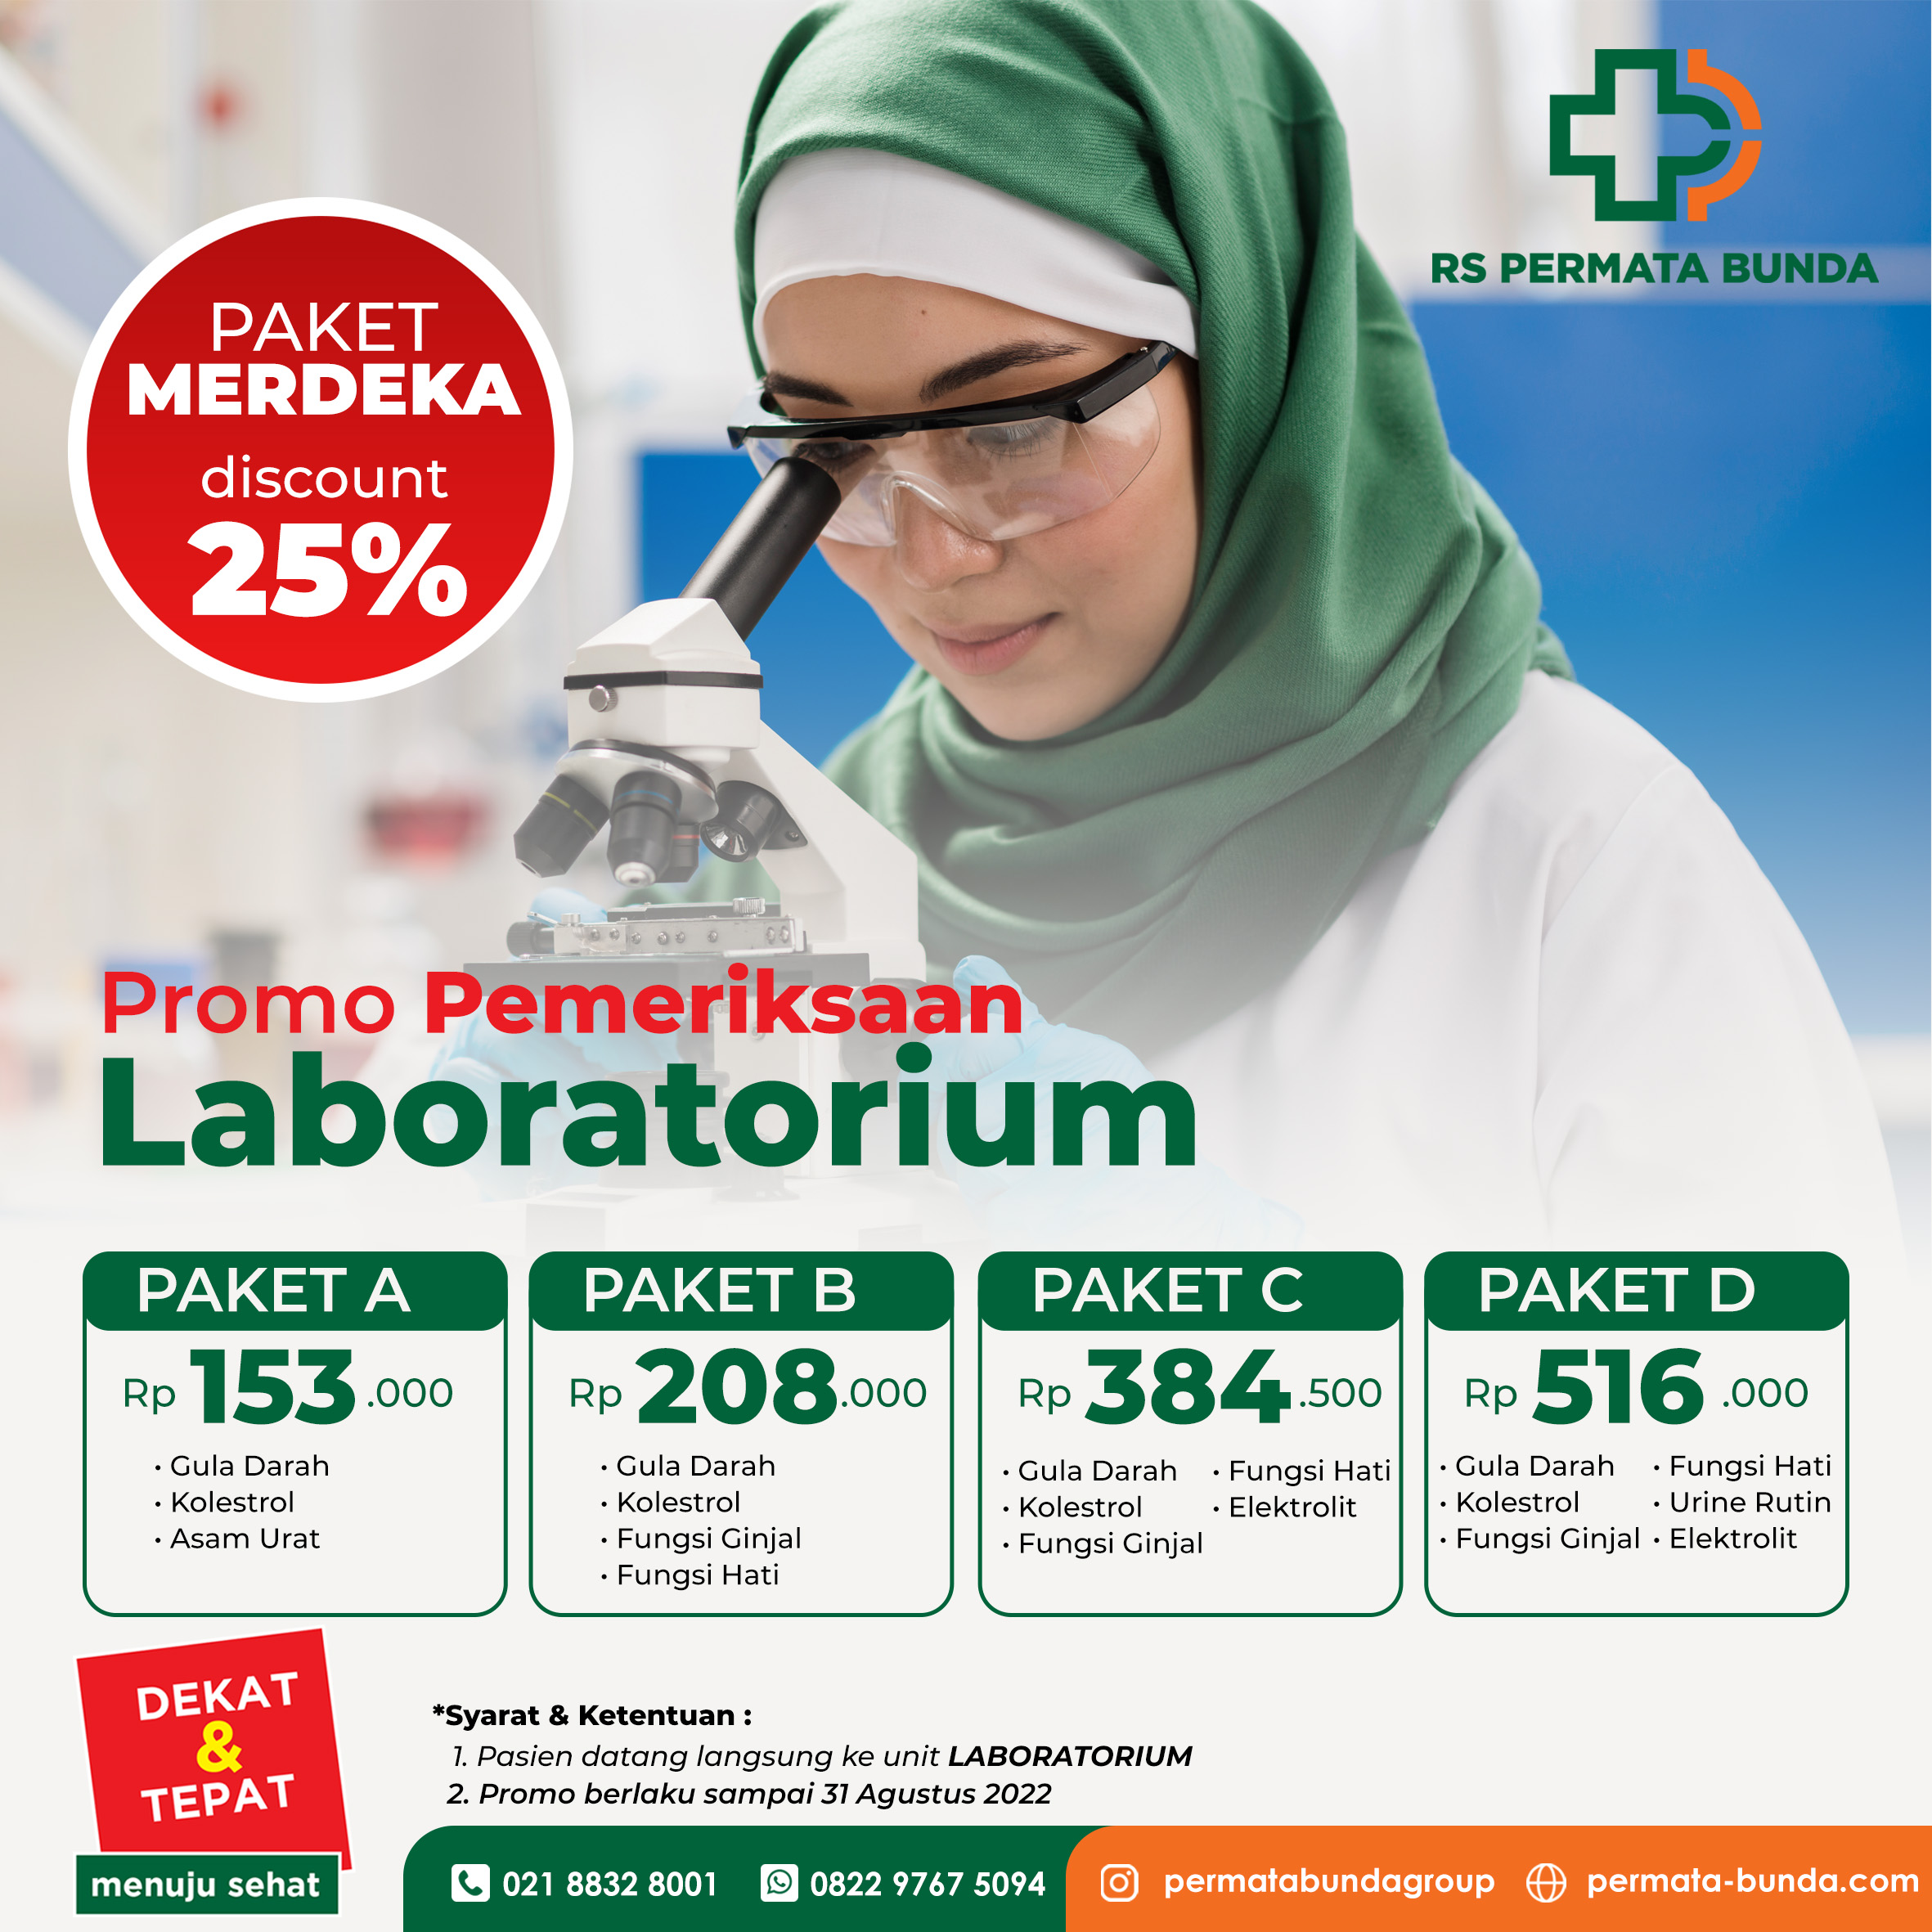 RS PERMATA BUNDA
PAKET
MERDEKA
discount
25%
Promo Pemeriksaan
Laboratorium
PAKET A
Rp 153.000
• Gula Darah
• Kolestrol
• Asam Urat
PAKET B
Rp 208.000
• Gula Darah
• Kolestrol
• Fungsi Ginjal
• Fungsi Hati
PAKET C
Rp 384.500
• Gula Darah
• Kolestrol
• Fungsi Ginjal
• Fungsi Hati
• Elektrolit
PAKET D
Rp 516.000
• Gula Darah
• Kolestrol
• Fungsi Ginjal
• Fungsi Hati
• Urine Rutin
• Elektrolit
DEKAT
&
TEPAT
menuju sehat
*Syarat & Ketentuan :
1. Pasien datang langsung ke unit LABORATORIUM
2. Promo berlaku sampai 31 Agustus 2022
021 8832 8001
0822 9767 5094
permatabundagroup
permata-bunda.com